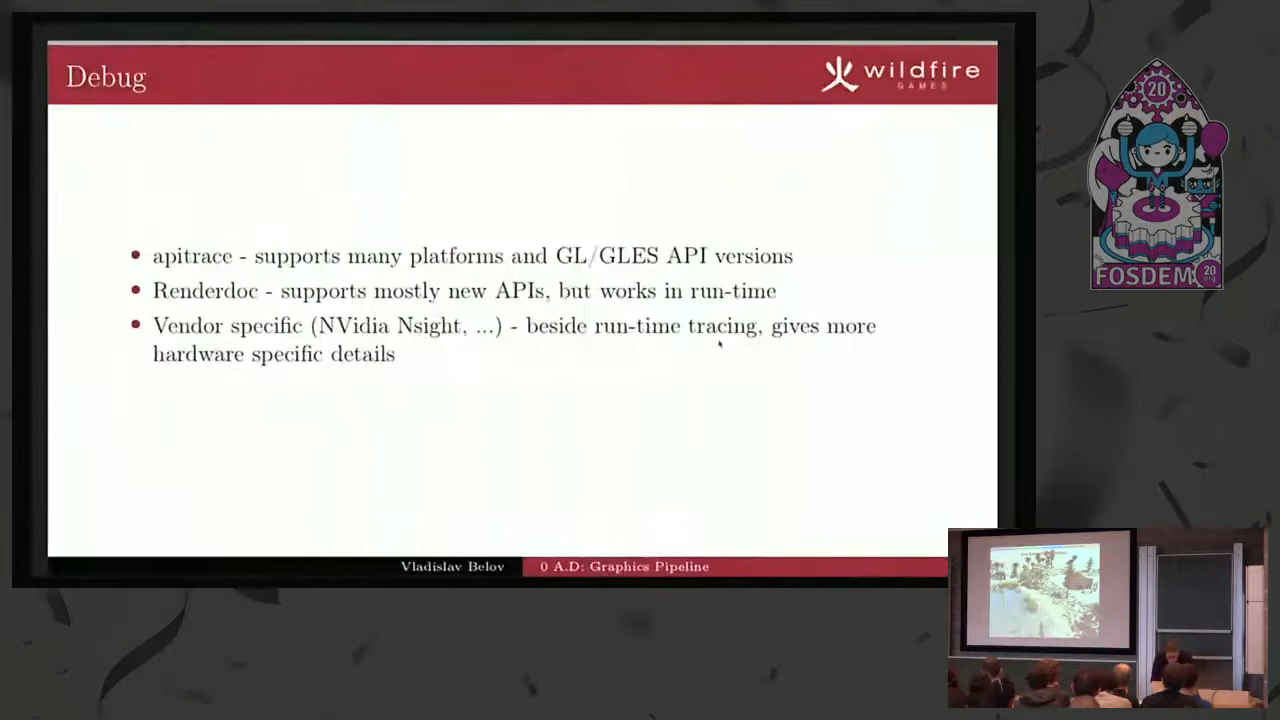 Debug
wildfire
GAMES
• apitrace - supports many platforms and GL/GLES API versions
• Renderdoc - supports mostly new APIs, but works in run-time
• Vendor specific (NVidia Nsight, ...) - beside run-time tracing, gives more
hardware specific details
Vladislav Belov
0 A.D: Graphics Pipeline
20
FOSDEM
20
.org